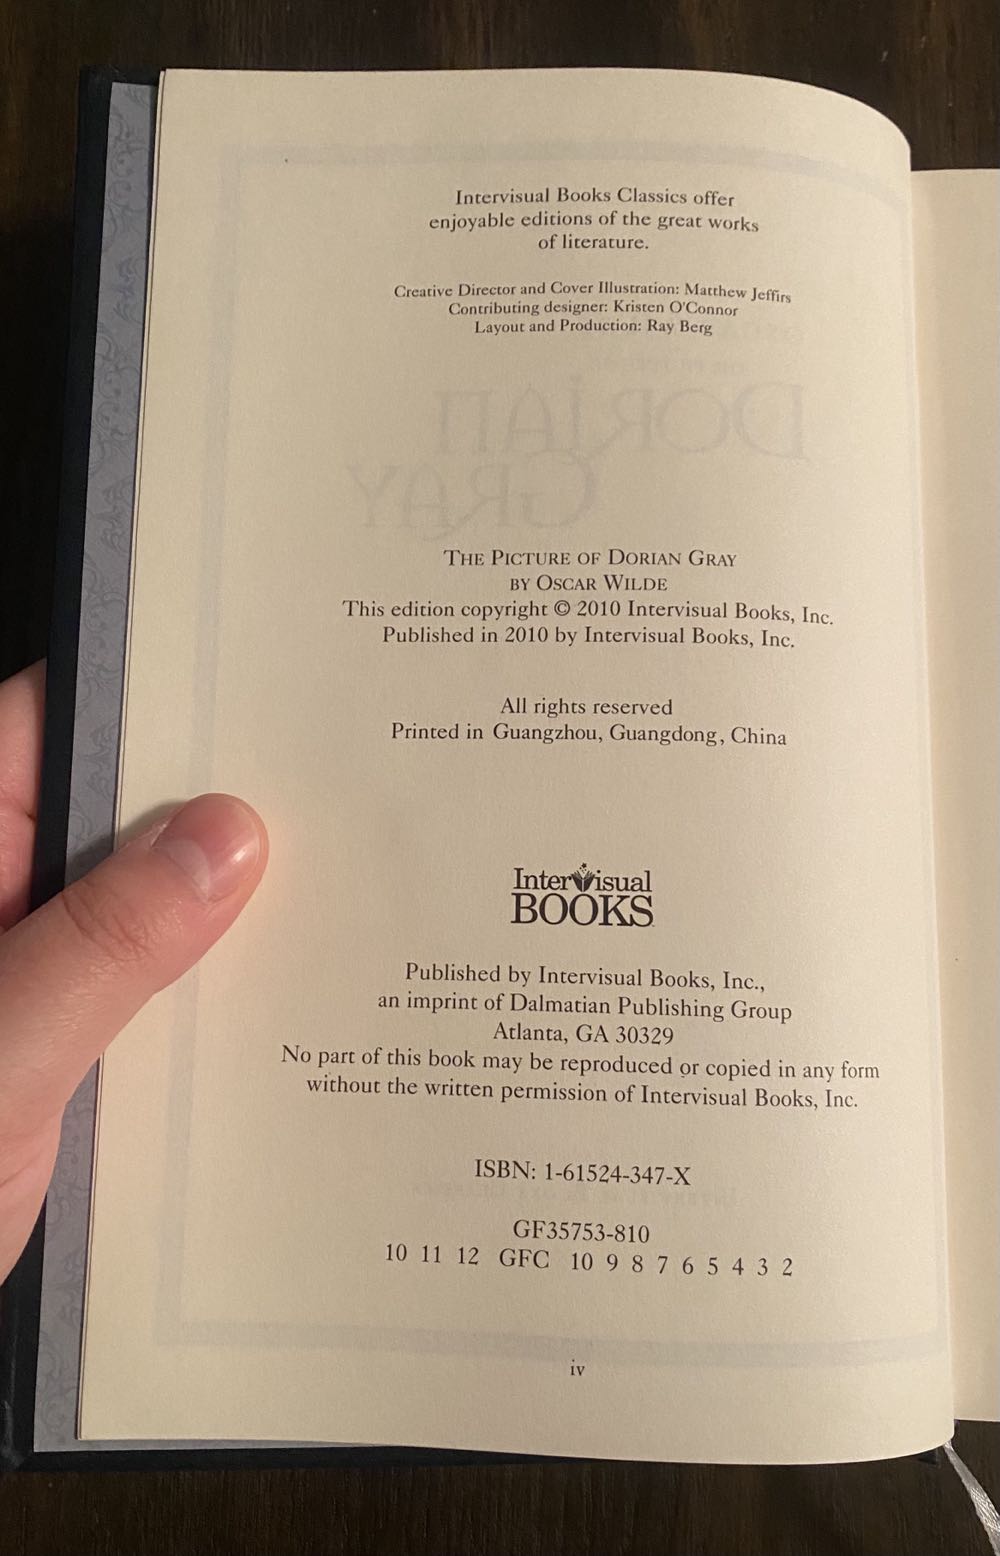 Intervisual Books Classics offer
enjoyable editions of the great works
of literature.
Creative Director and Cover Illustration: Matthew Jeffirs
Contributing designer: Kristen O'Connor
Layout and Production: Ray Berg
DORIAN
GRAY
THE PICTURE OF DORIAN GRAY
BY OSCAR WILDE
This edition copyright © 2010 Intervisual Books, Inc.
Published in 2010 by Intervisual Books, Inc.
All rights reserved
Printed in Guangzhou, Guangdong, China
InterVisual
BOOKS
Published by Intervisual Books, Inc.,
an imprint of Dalmatian Publishing Group
Atlanta, GA 30329
No part of this book may be reproduced or copied in any form
without the written permission of Intervisual Books, Inc.
ISBN: 1-61524-347-X
GF35753-810
10 11 12 GFC 10 9 8 7 6 5 4 3 2
iv